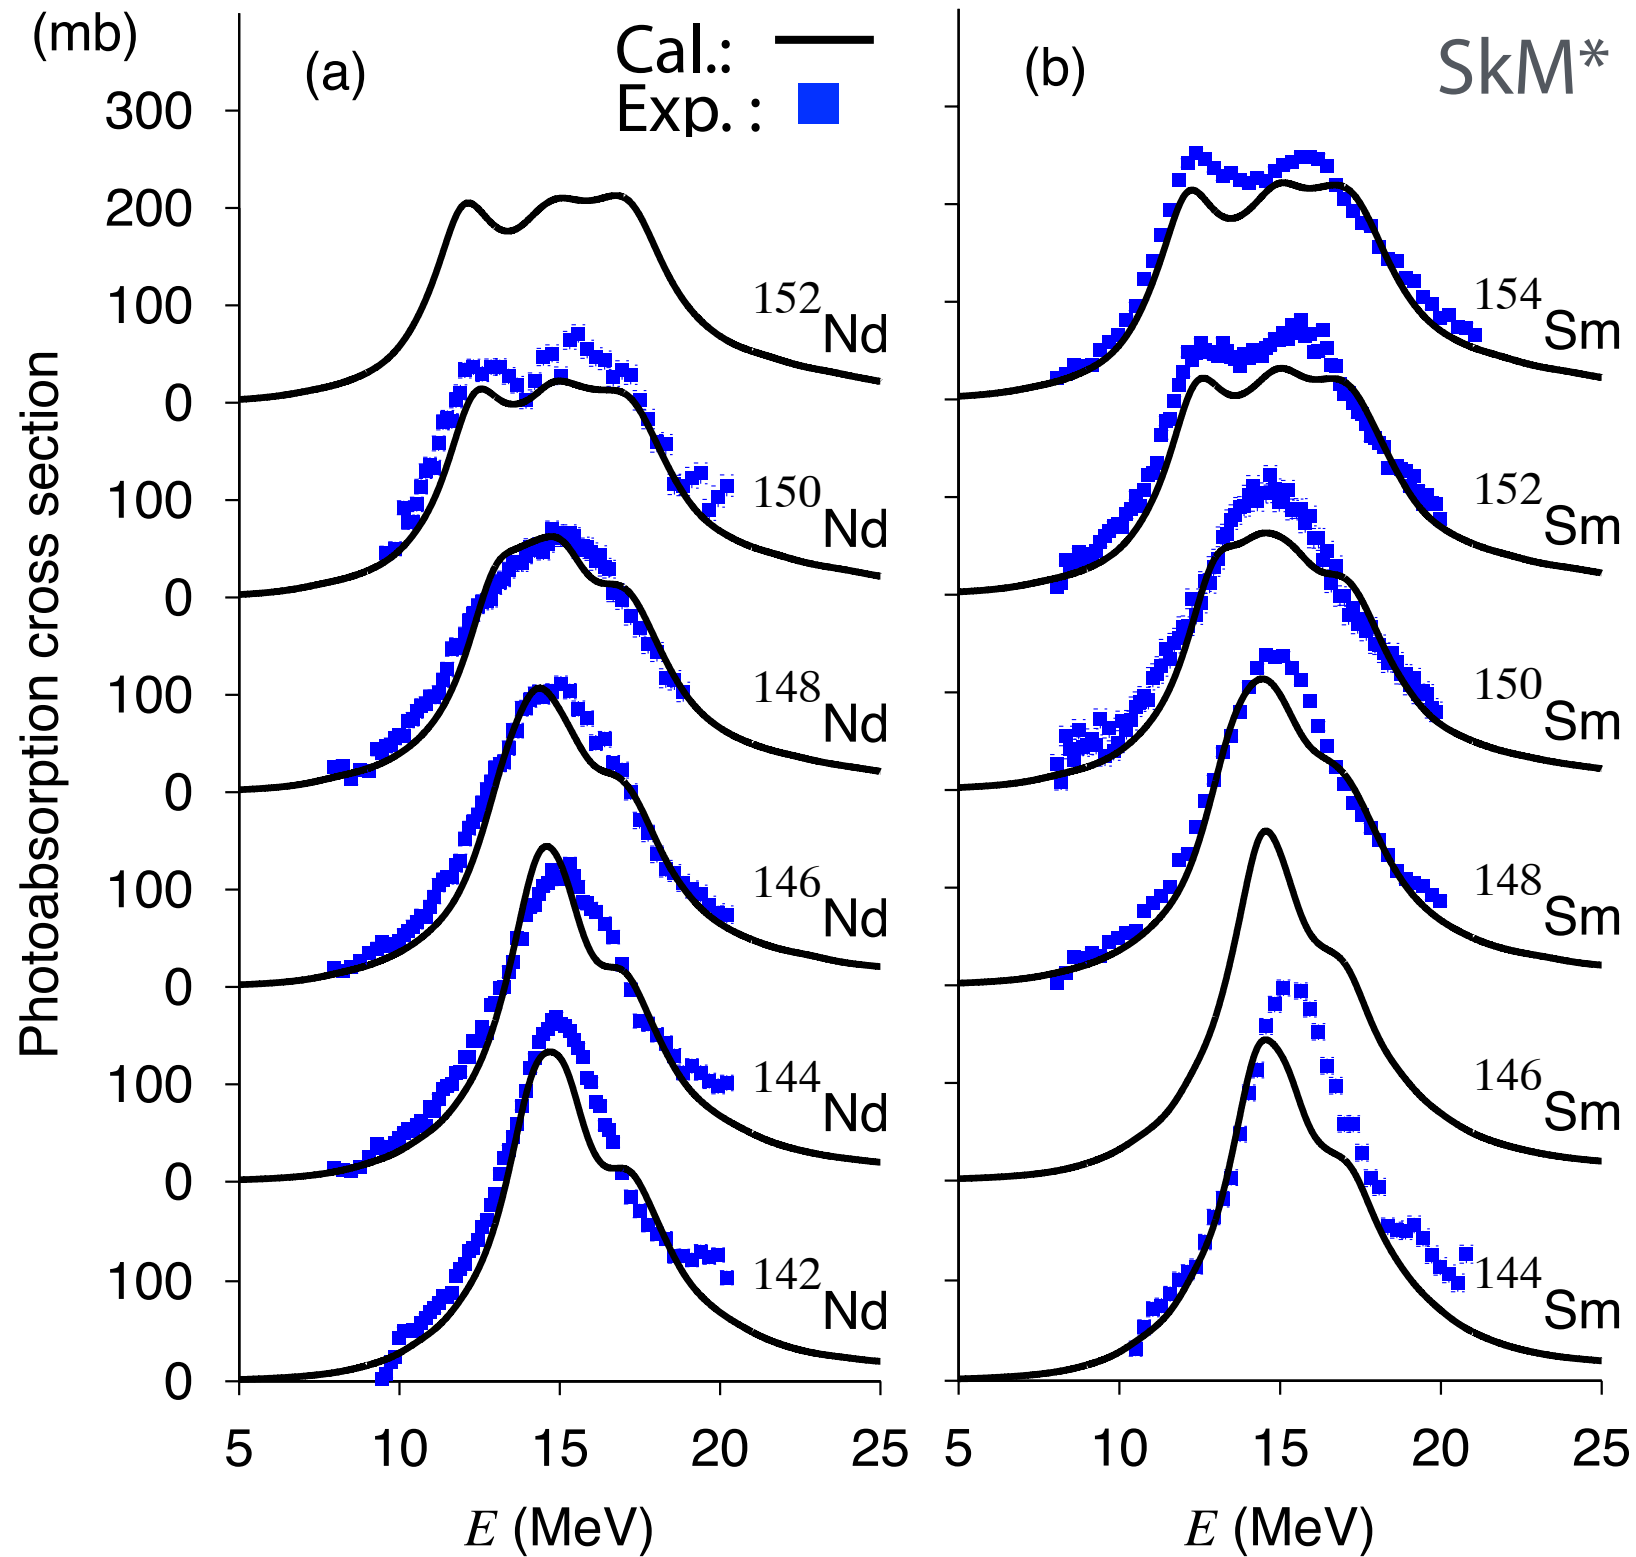 (mb)
(a)
Cal.:
Exp. :
(b)
SkM*
Photoabsorption cross section
300
200
100
0
100
0
100
0
100
0
100
0
100
0
152Nd
150Nd
148Nd
146Nd
144Nd
142Nd
154Sm
152Sm
150Sm
148Sm
146Sm
144Sm
5 10 15 20 25
5 10 15 20 25
E (MeV)
E (MeV)